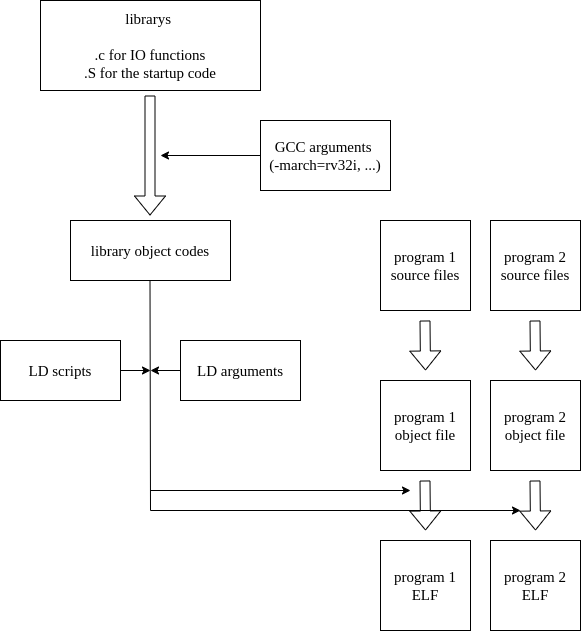 librarys
.c for IO functions
.S for the startup code
GCC arguments
(-march=rv32i, ...)
library object codes
program 1
source files
program 2
source files
LD scripts
LD arguments
program 1
object file
program 2
object file
program 1
ELF
program 2
ELF